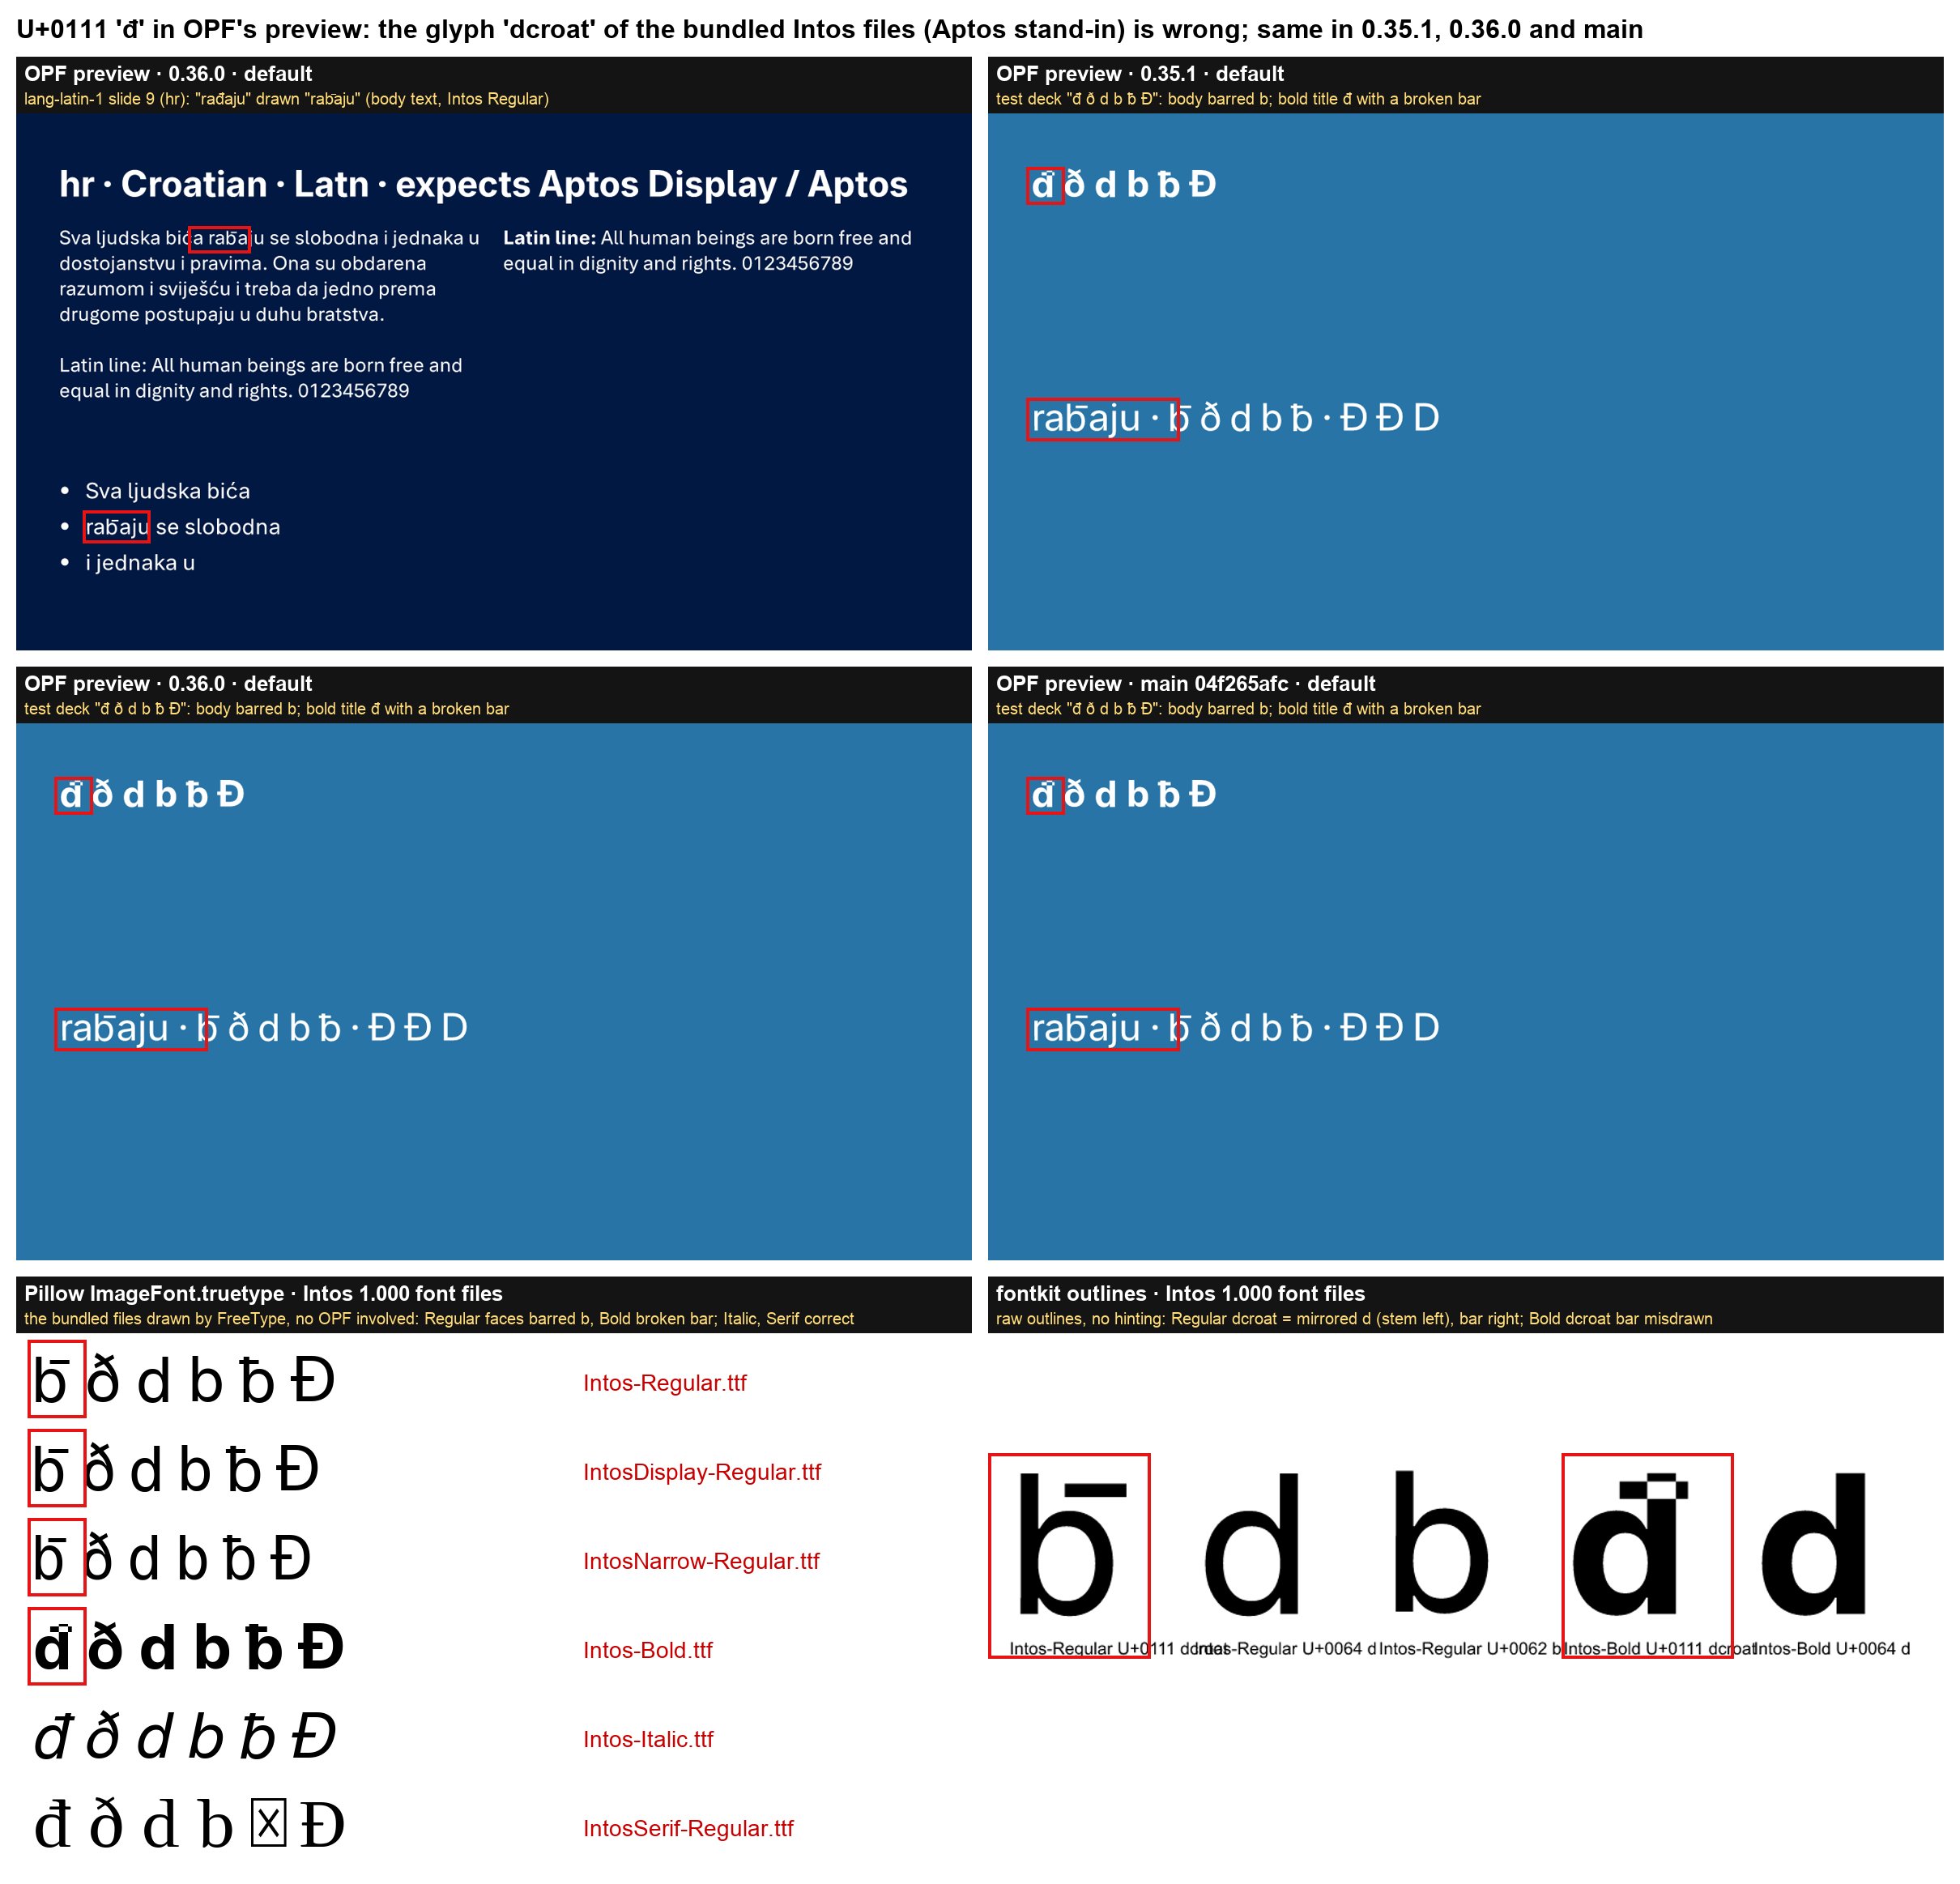 U+0111 'đ' in OPF's preview: the glyph 'dcroat' of the bundled Intos files (Aptos stand-in) is wrong; same in 0.35.1, 0.36.0 and main
OPF preview · 0.36.0 · default
lang-latin-1 slide 9 (hr): "rađaju" drawn "rab̄aju" (body text, Intos Regular)
hr · Croatian · Latn · expects Aptos Display / Aptos
Sva ljudska bića rab̄aju se slobodna i jednaka u
dostojanstvu i pravima. Ona su obdarena
razumom i sviješću i treba da jedno prema
drugome postupaju u duhu bratstva.
Latin line: All human beings are born free and
equal in dignity and rights. 0123456789
Latin line: All human beings are born free and
equal in dignity and rights. 0123456789
• Sva ljudska bića
• rab̄aju se slobodna
• i jednaka u
OPF preview · 0.35.1 · default
test deck "đ ð d b ƀ Đ": body barred b; bold title đ with a broken bar
đ ð d b ƀ Đ
rab̄aju · b̄ ð d b ƀ · Đ Ð D
OPF preview · 0.36.0 · default
test deck "đ ð d b ƀ Đ": body barred b; bold title đ with a broken bar
đ ð d b ƀ Đ
rab̄aju · b̄ ð d b ƀ · Đ Ð D
OPF preview · main 04f265afc · default
test deck "đ ð d b ƀ Đ": body barred b; bold title đ with a broken bar
đ ð d b ƀ Đ
rab̄aju · b̄ ð d b ƀ · Đ Ð D
Pillow ImageFont.truetype · Intos 1.000 font files
the bundled files drawn by FreeType, no OPF involved: Regular faces barred b, Bold broken bar; Italic, Serif correct
b̄ ð d b ƀ Đ Intos-Regular.ttf
b̄ ð d b ƀ Đ IntosDisplay-Regular.ttf
b̄ ð d b ƀ Đ IntosNarrow-Regular.ttf
đ ð d b ƀ Đ Intos-Bold.ttf
đ ð d b ƀ Đ Intos-Italic.ttf
đ ð d b ☒ Đ IntosSerif-Regular.ttf
fontkit outlines · Intos 1.000 font files
raw outlines, no hinting: Regular dcroat = mirrored d (stem left), bar right; Bold dcroat bar misdrawn
b̄ d b đ d
Intos-Regular U+0111 dcroat Intos-Regular U+0064 d Intos-Regular U+0062 b Intos-Bold U+0111 dcroat Intos-Bold U+0064 d